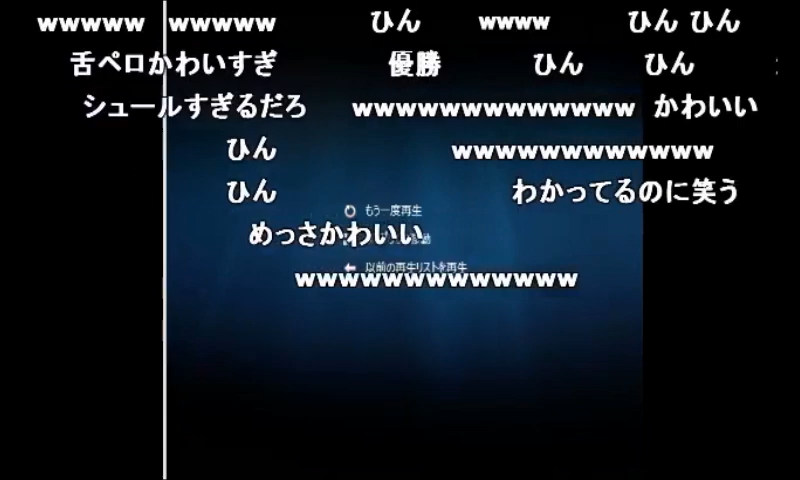 wwwww wwwww ひん wwww ひん ひん
舌ペロかわいすぎ 優勝 ひん ひん
シュールすぎるだろ wwwwwwwwwwwwww かわいい
ひん wwwwwwwwwwwww
ひん わかってるのに笑う
もう一度再生
めっさかわいい
以前の再生リストを再生
wwwwwwwwwwwwww